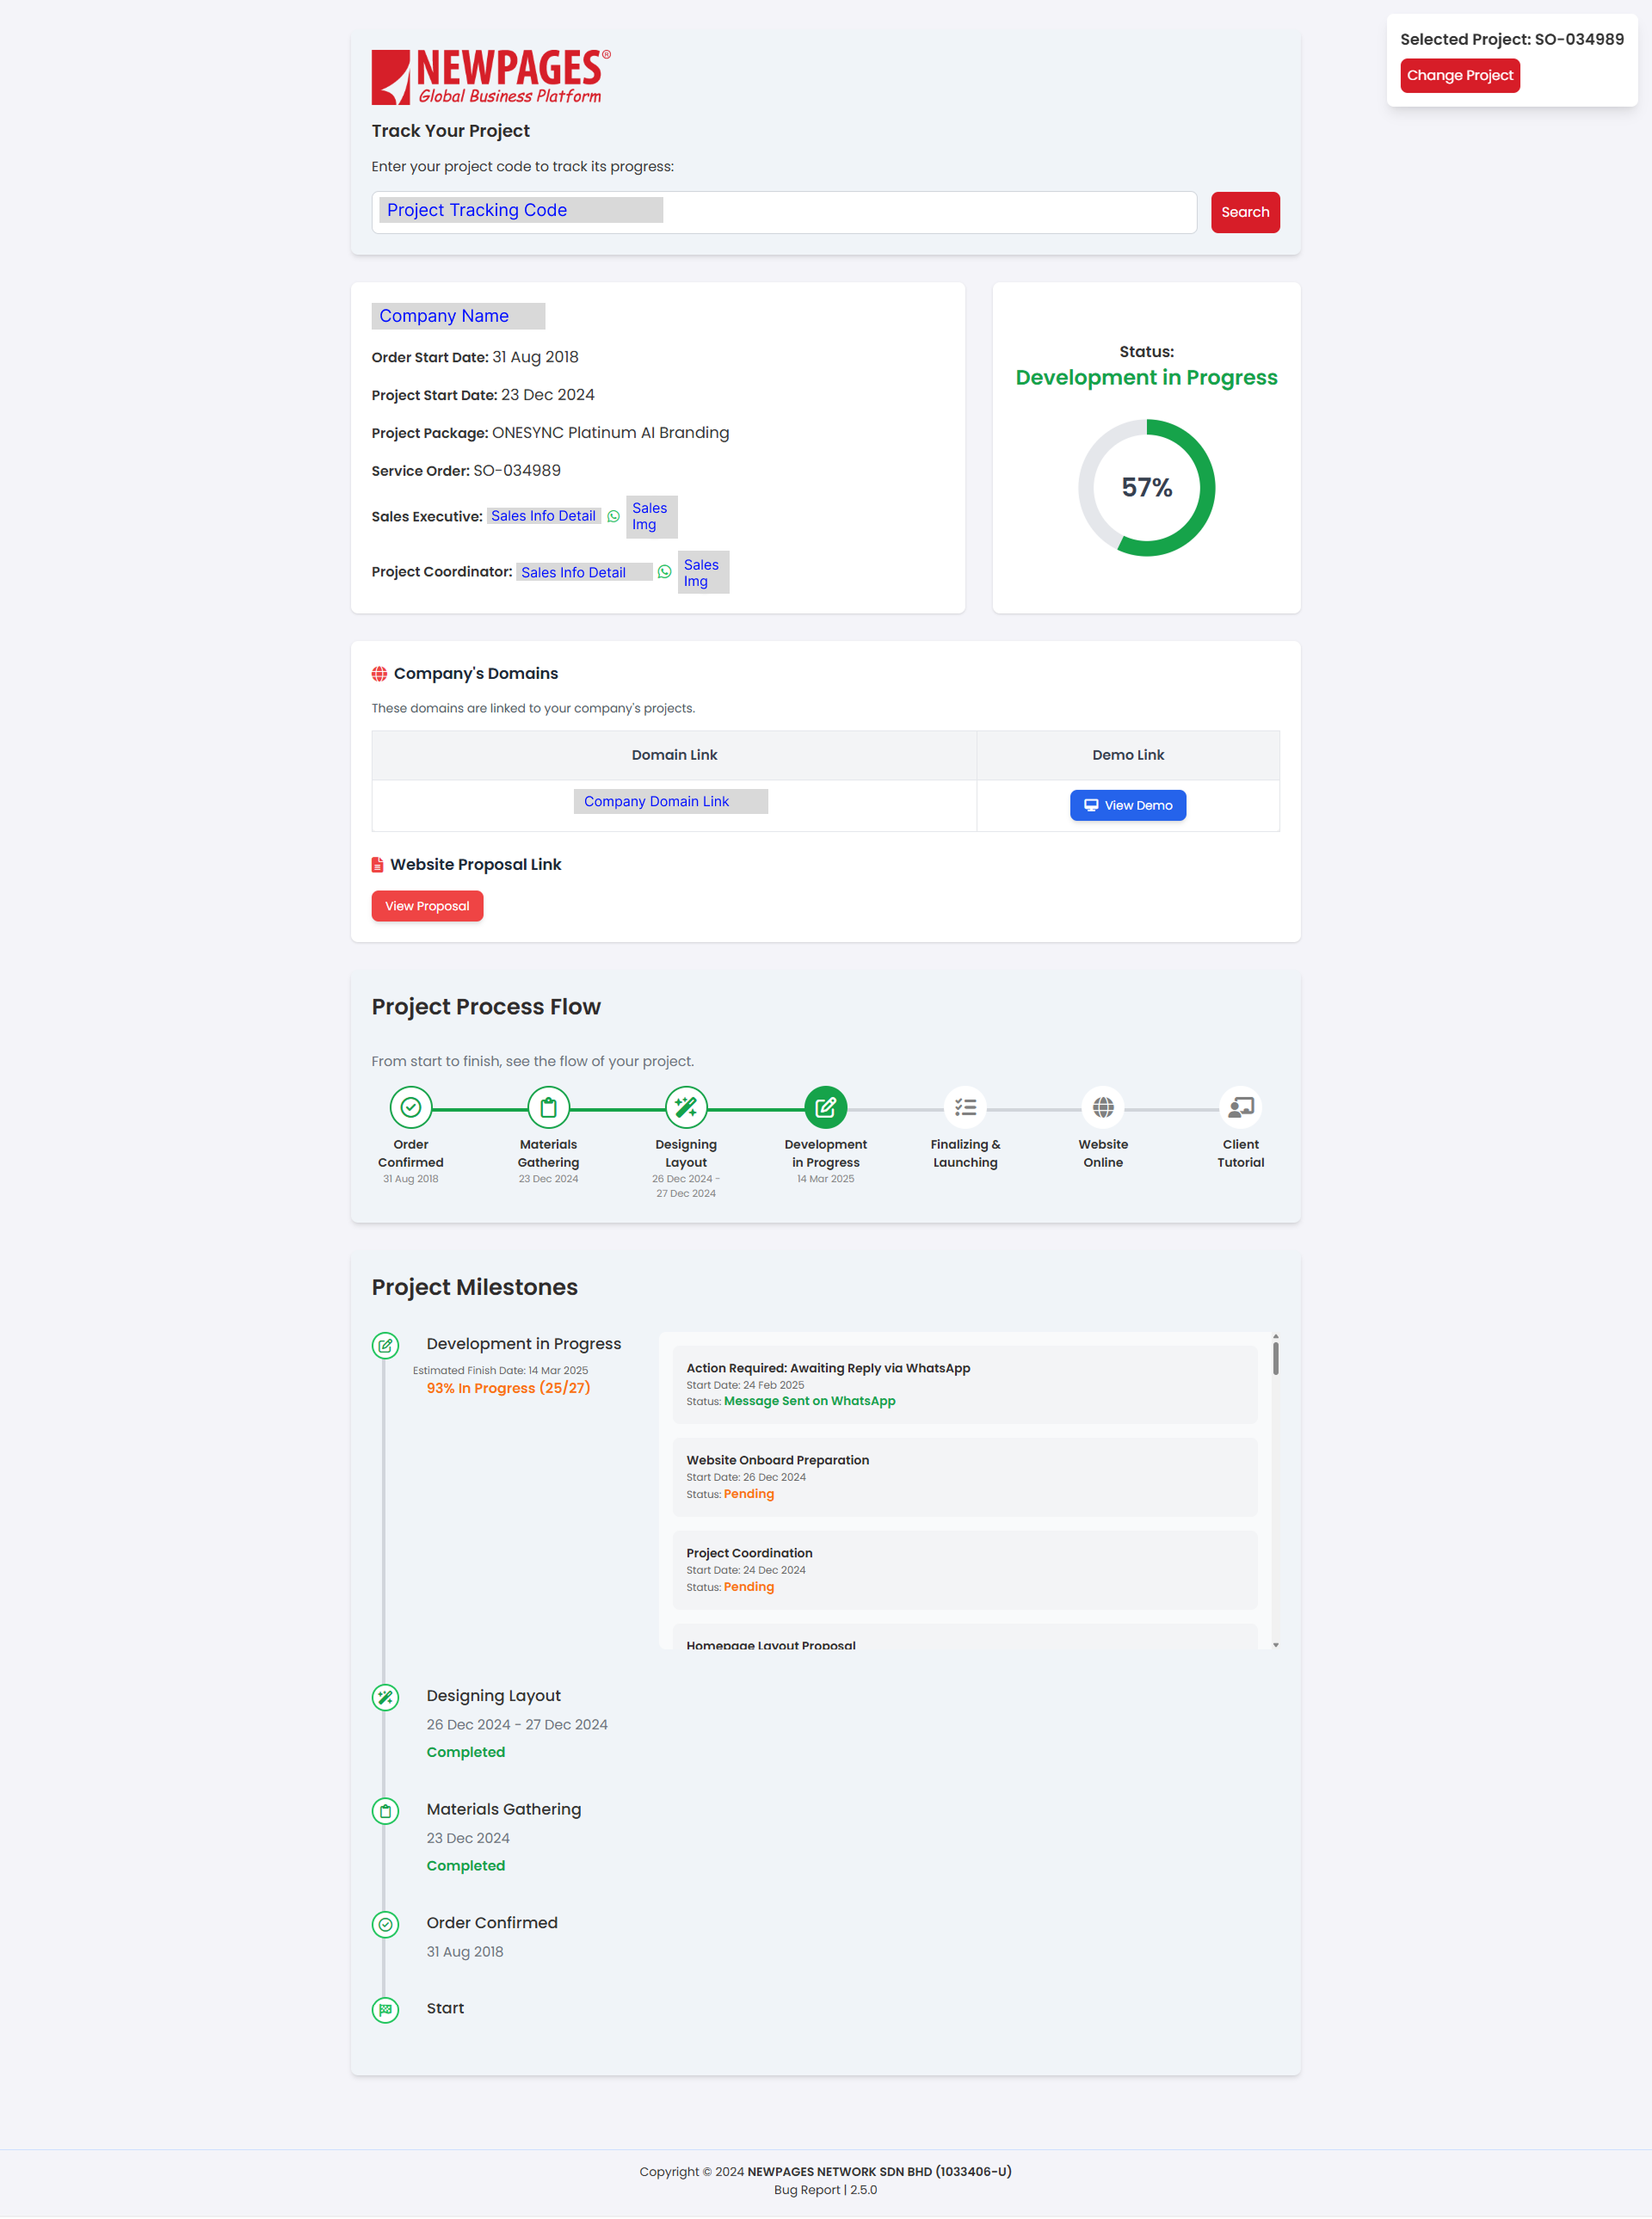 Selected Project: SO-034989
Change Project
NEWPAGES®
Global Business Platform
Track Your Project
Enter your project code to track its progress:
Project Tracking Code
Search
Company Name
Order Start Date: 31 Aug 2018
Project Start Date: 23 Dec 2024
Project Package: ONESYNC Platinum AI Branding
Service Order: SO-034989
Sales Executive: Sales Info Detail
Sales
Img
Project Coordinator: Sales Info Detail
Sales
Img
Status:
Development in Progress
57%
Company's Domains
These domains are linked to your company's projects.
Domain Link
Demo Link
Company Domain Link
View Demo
Website Proposal Link
View Proposal
Project Process Flow
From start to finish, see the flow of your project.
Order
Confirmed
31 Aug 2018
Materials
Gathering
23 Dec 2024
Designing
Layout
26 Dec 2024 -
27 Dec 2024
Development
in Progress
14 Mar 2025
Finalizing &
Launching
Website
Online
Client
Tutorial
Project Milestones
Development in Progress
Estimated Finish Date: 14 Mar 2025
93% In Progress (25/27)
Action Required: Awaiting Reply via WhatsApp
Start Date: 24 Feb 2025
Status: Message Sent on WhatsApp
Website Onboard Preparation
Start Date: 26 Dec 2024
Status: Pending
Project Coordination
Start Date: 24 Dec 2024
Status: Pending
Homepage Layout Proposal
Designing Layout
26 Dec 2024 - 27 Dec 2024
Completed
Materials Gathering
23 Dec 2024
Completed
Order Confirmed
31 Aug 2018
Start
Copyright © 2024 NEWPAGES NETWORK SDN BHD (1033406-U)
Bug Report | 2.5.0